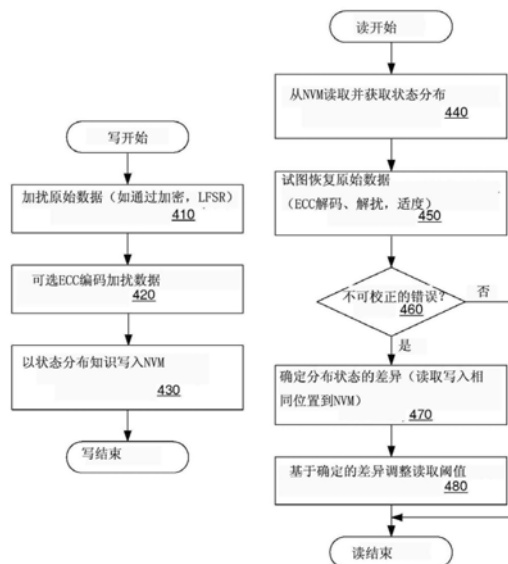 写开始
加扰原始数据（如通过加密，LFSR）
410
可选ECC编码加扰数据
420
以状态分布知识写入NVM
430
写结束
读开始
从NVM读取并获取状态分布
440
试图恢复原始数据
（ECC解码、解扰，适度）
450
不可校正的错误？
460
否
是
确定分布状态的差异（读取写入相
同位置到NVM）
470
基于确定的差异调整读取阈值
480
读结束